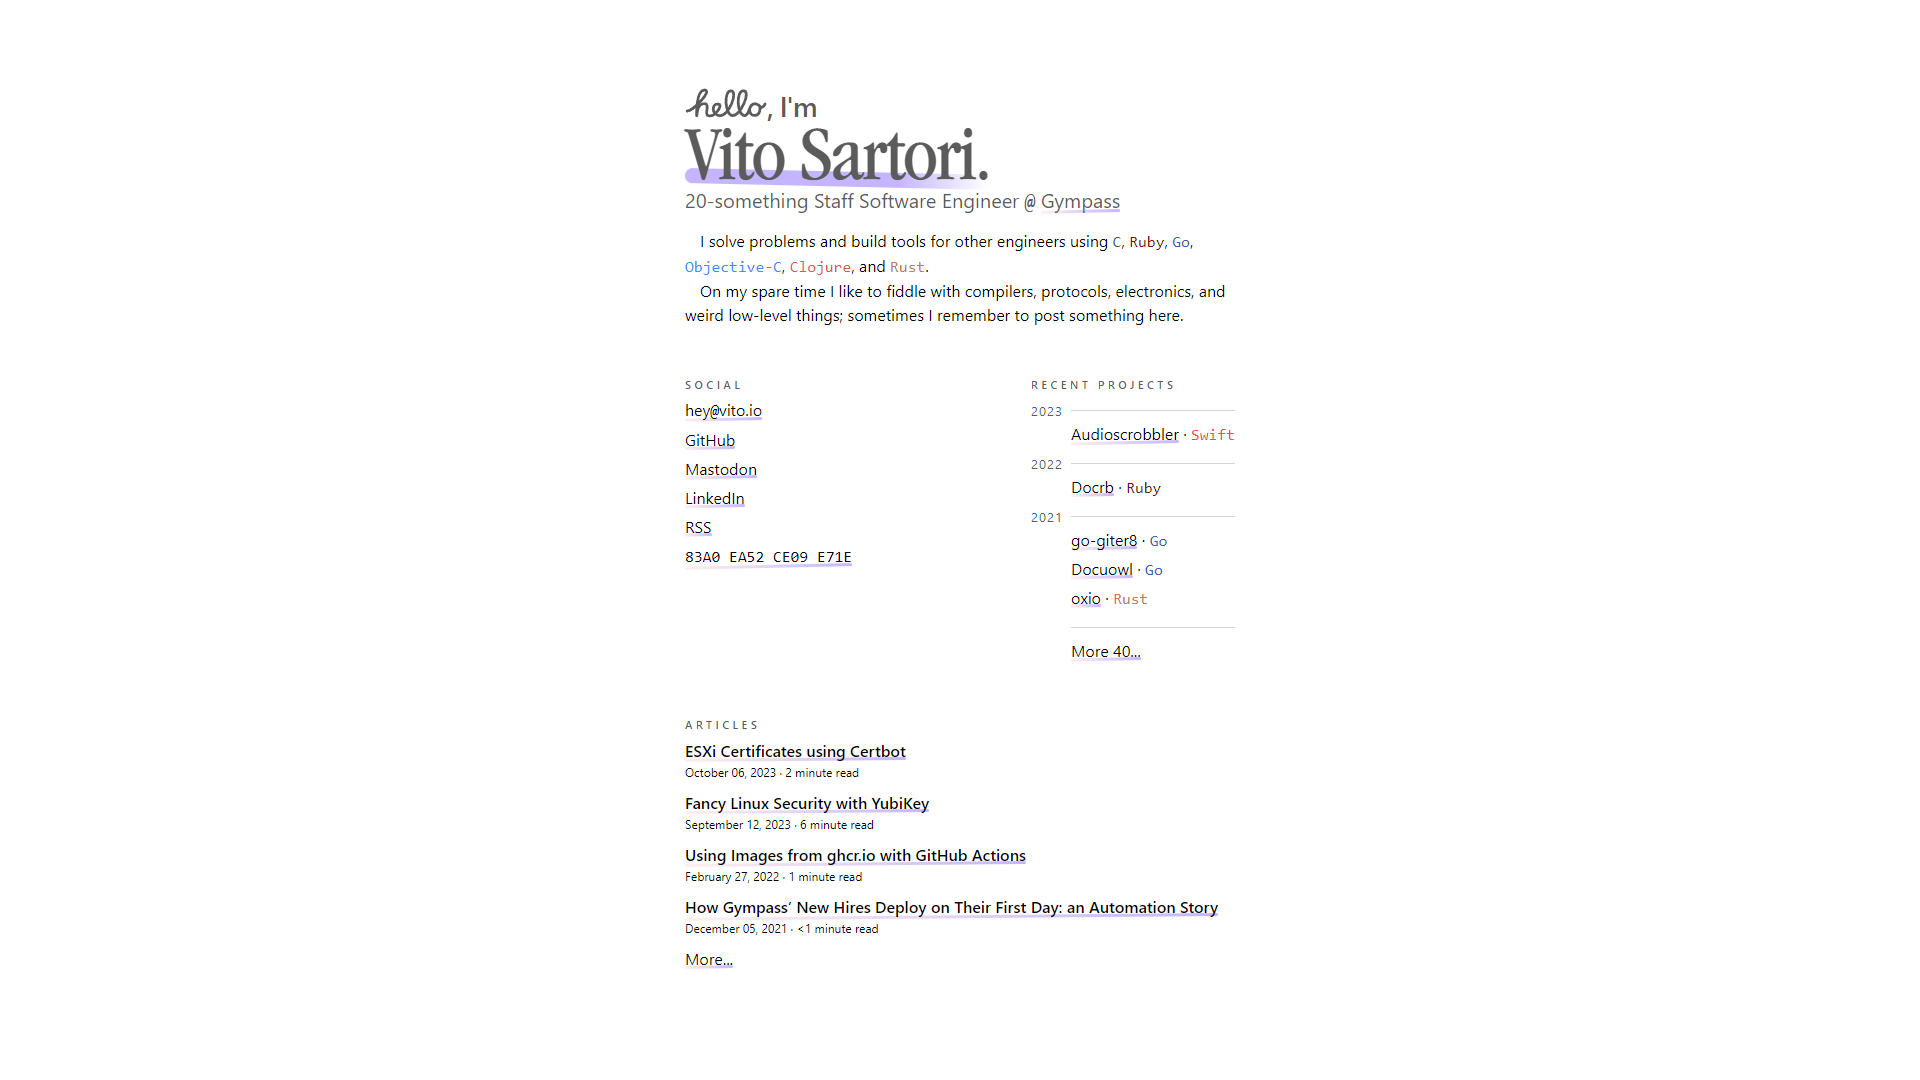 hello, I'm
Vito Sartori.
20-something Staff Software Engineer @ Gympass
I solve problems and build tools for other engineers using C, Ruby, Go,
Objective-C, Clojure, and Rust.
On my spare time I like to fiddle with compilers, protocols, electronics, and
weird low-level things; sometimes I remember to post something here.
SOCIAL
hey@vito.io
GitHub
Mastodon
LinkedIn
RSS
83A0 EA52 CE09 E71E
RECENT PROJECTS
2023
Audioscrobbler · Swift
2022
Docrb · Ruby
2021
go-giter8 · Go
Docuowl · Go
oxio · Rust
More 40...
ARTICLES
ESXi Certificates using Certbot
October 06, 2023 · 2 minute read
Fancy Linux Security with YubiKey
September 12, 2023 · 6 minute read
Using Images from ghcr.io with GitHub Actions
February 27, 2022 · 1 minute read
How Gympass’ New Hires Deploy on Their First Day: an Automation Story
December 05, 2021 · <1 minute read
More...